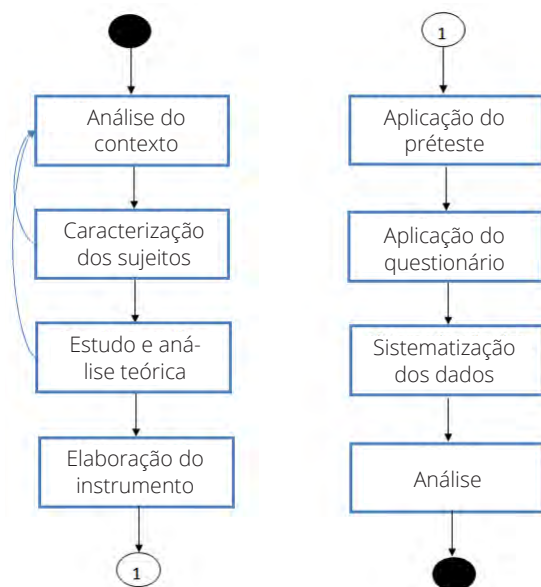 Análise do
contexto
Caracterização
dos sujeitos
Estudo e aná-
lise teórica
Elaboração do
instrumento
1
1
Aplicação do
préteste
Aplicação do
questionário
Sistematização
dos dados
Análise